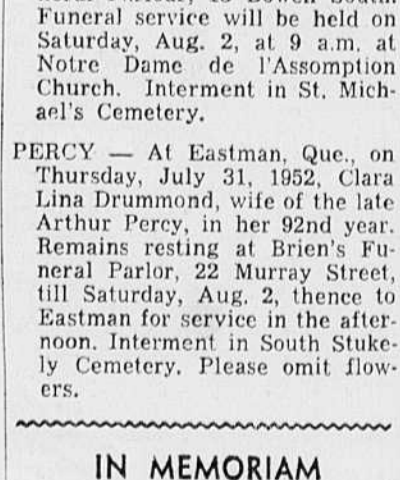 Funeral service will be held on
Saturday, Aug. 2, at 9 a.m. at
Notre Dame de l'Assomption
Church. Interment in St. Mich-
ael's Cemetery.
PERCY — At Eastman, Que., on
Thursday, July 31, 1952, Clara
Lina Drummond, wife of the late
Arthur Percy, in her 92nd year.
Remains resting at Brien's Fu-
neral Parlor, 22 Murray Street,
till Saturday, Aug. 2, thence to
Eastman for service in the after-
noon. Interment in South Stuke-
ly Cemetery. Please omit flow-
ers.
IN MEMORIAM